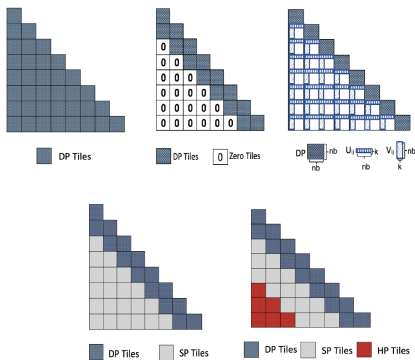 0
0 0
0 0 0
0 0 0 0
0 0 0 0 0
0 0 0 0 0 0
DP Tiles
DP Tiles 0 Zero Tiles
DP nb Uij k Vij nb
nb nb k
DP Tiles SP Tiles
DP Tiles SP Tiles HP Tiles